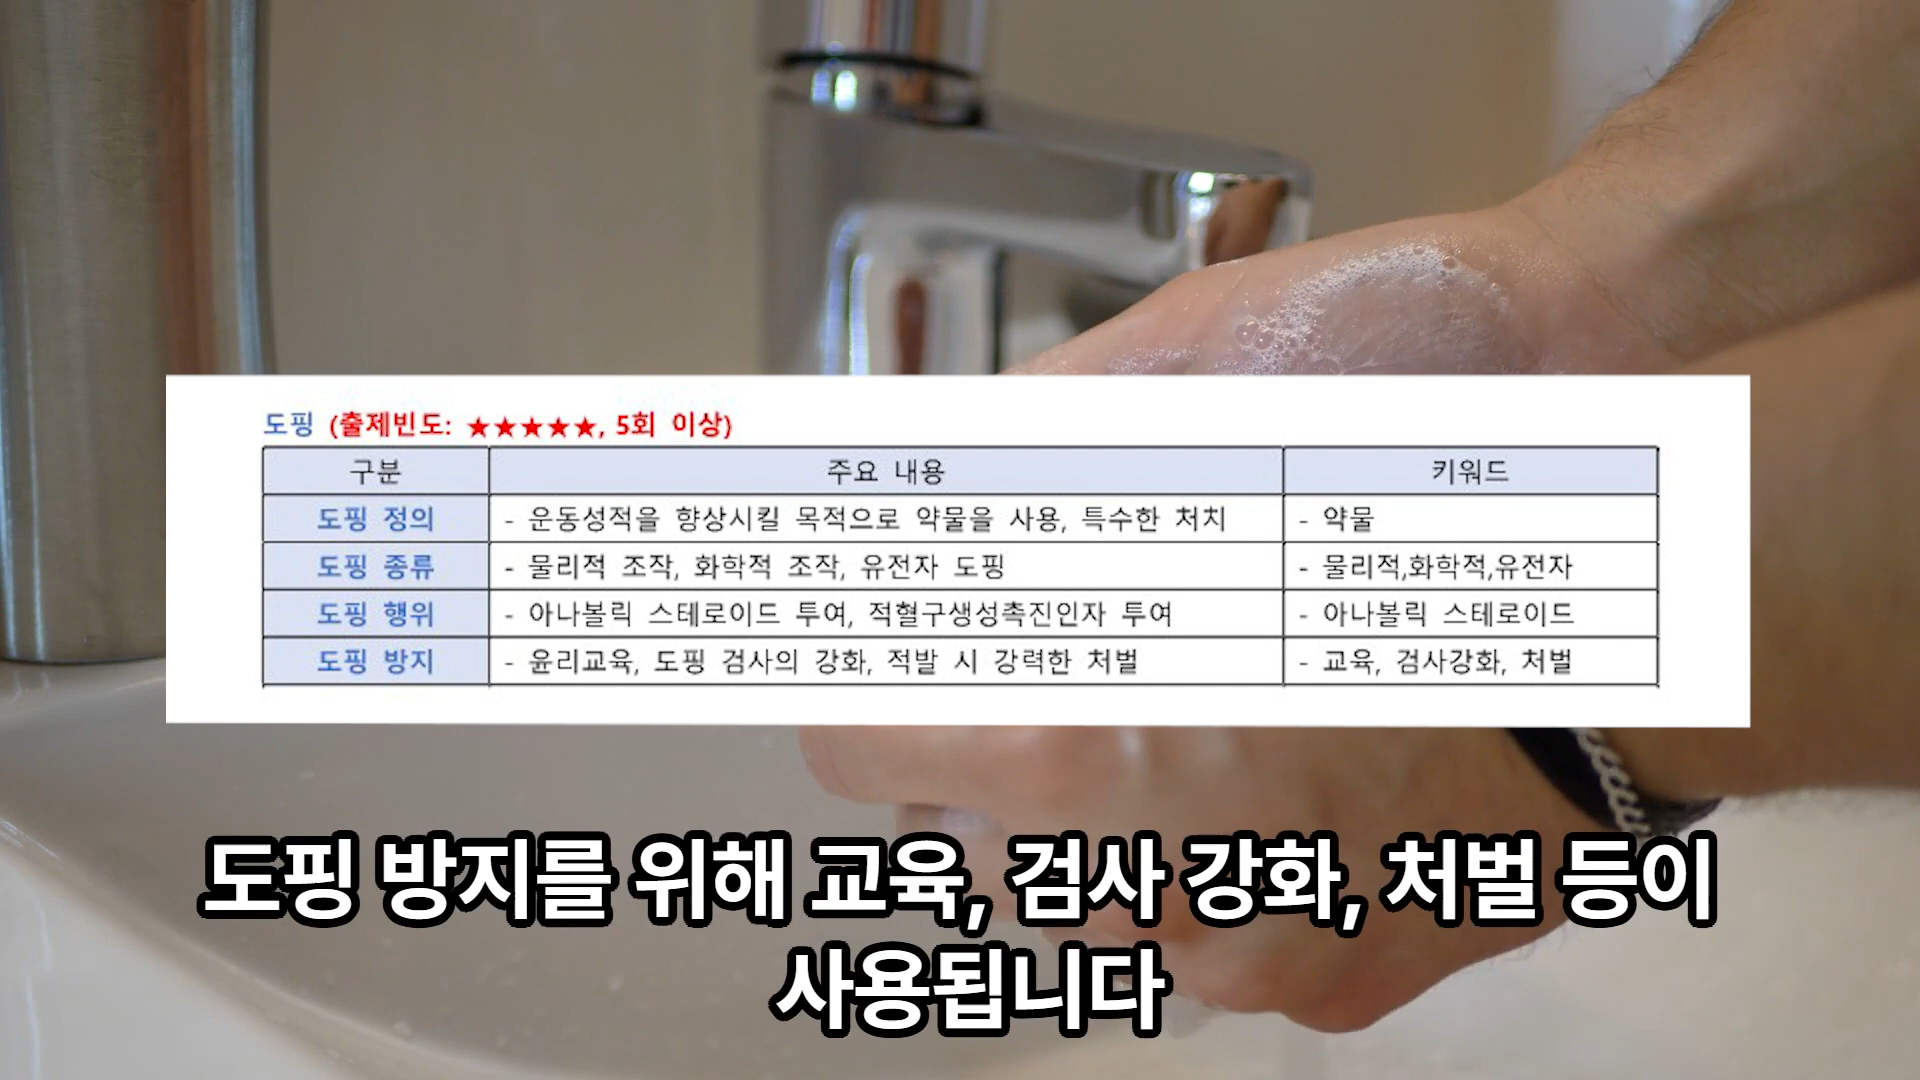 도핑 (출제빈도: ★★★★★, 5회 이상)
구분 주요 내용 키워드
도핑 정의 - 운동성적을 향상시킬 목적으로 약물을 사용, 특수한 처치 - 약물
도핑 종류 - 물리적 조작, 화학적 조작, 유전자 도핑 - 물리적,화학적,유전자
도핑 행위 - 아나볼릭 스테로이드 투여, 적혈구생성촉진인자 투여 - 아나볼릭 스테로이드
도핑 방지 - 윤리교육, 도핑 검사의 강화, 적발 시 강력한 처벌 - 교육, 검사강화, 처벌
도핑 방지를 위해 교육, 검사 강화, 처벌 등이
사용됩니다